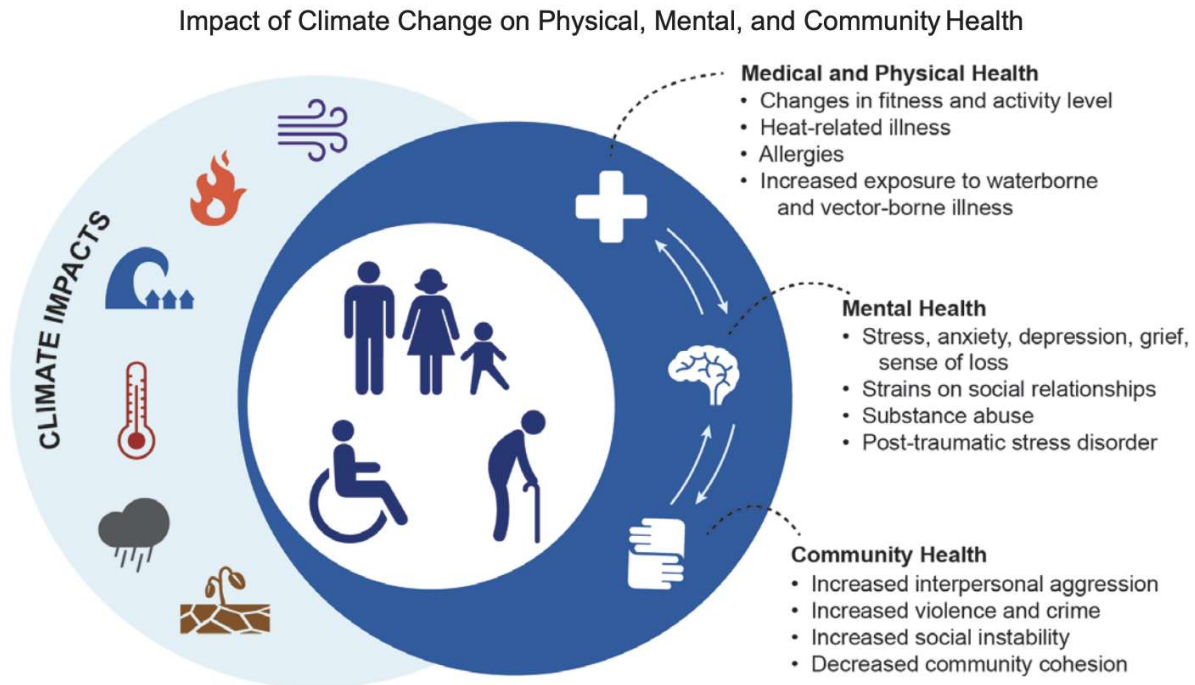 Impact of Climate Change on Physical, Mental, and Community Health
CLIMATE IMPACTS
Medical and Physical Health
• Changes in fitness and activity level
• Heat-related illness
• Allergies
• Increased exposure to waterborne
and vector-borne illness
Mental Health
• Stress, anxiety, depression, grief,
sense of loss
• Strains on social relationships
• Substance abuse
• Post-traumatic stress disorder
Community Health
• Increased interpersonal aggression
• Increased violence and crime
• Increased social instability
• Decreased community cohesion